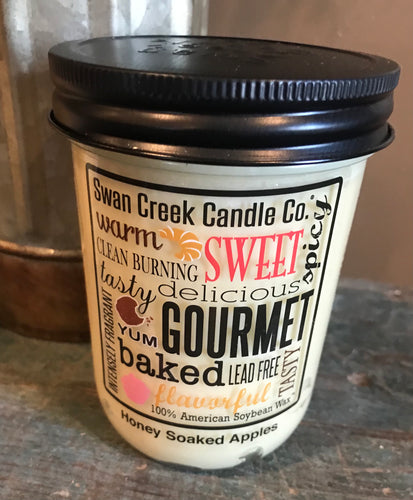 Swan Creek Candle Co.
warm
CLEAN BURNING
SWEET
spicy
tasty
delicious
INTENSELY FRAGRANT
YUM
GOURMET
baked
LEAD FREE
TASTY
flavorful
100% American Soybean Wax
Honey Soaked Apples